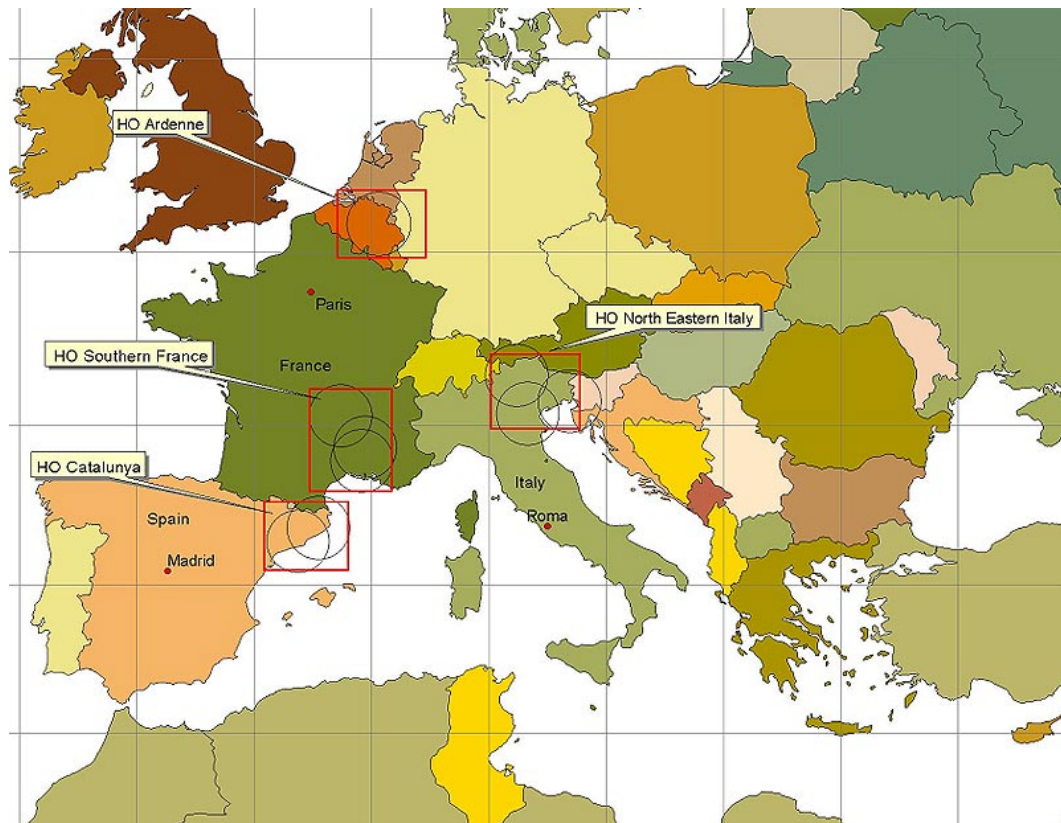 HO Ardenne
Paris
HO North Eastern Italy
HO Southern France
France
HO Catalunya
Italy
Spain
Roma
Madrid